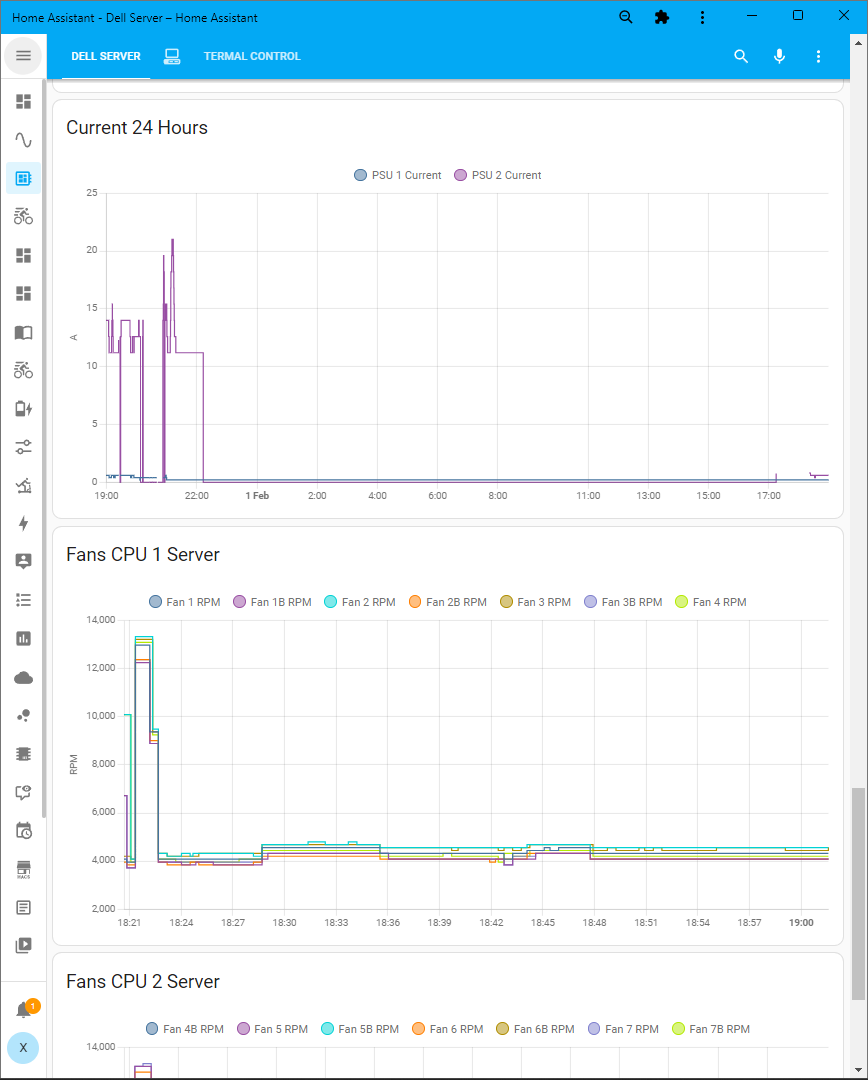 Home Assistant - Dell Server – Home Assistant
DELL SERVER TERMAL CONTROL
Current 24 Hours
PSU 1 Current PSU 2 Current
25
20
15
10
5
0
A
19:00 22:00 1 Feb 2:00 4:00 6:00 8:00 11:00 13:00 15:00 17:00
Fans CPU 1 Server
Fan 1 RPM Fan 1B RPM Fan 2 RPM Fan 2B RPM Fan 3 RPM Fan 3B RPM Fan 4 RPM
14,000
12,000
10,000
8,000
6,000
4,000
2,000
RPM
18:21 18:24 18:27 18:30 18:33 18:36 18:39 18:42 18:45 18:48 18:51 18:54 18:57 19:00
Fans CPU 2 Server
Fan 4B RPM Fan 5 RPM Fan 5B RPM Fan 6 RPM Fan 6B RPM Fan 7 RPM Fan 7B RPM
14,000
HACS
1
X